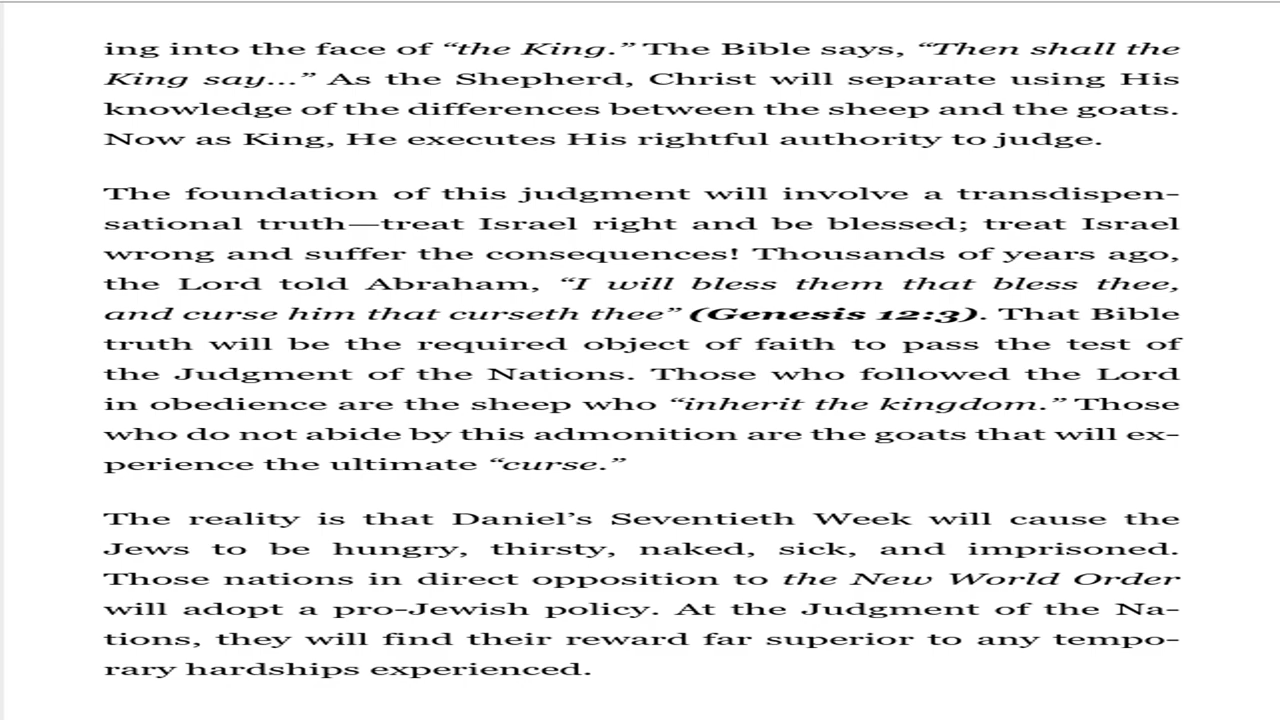 ing into the face of “the King.” The Bible says, “Then shall the
King say...” As the Shepherd, Christ will separate using His
knowledge of the differences between the sheep and the goats.
Now as King, He executes His rightful authority to judge.
The foundation of this judgment will involve a transdispen-
sational truth—treat Israel right and be blessed; treat Israel
wrong and suffer the consequences! Thousands of years ago,
the Lord told Abraham, “I will bless them that bless thee,
and curse him that curseth thee” (Genesis 12:3). That Bible
truth will be the required object of faith to pass the test of
the Judgment of the Nations. Those who followed the Lord
in obedience are the sheep who “inherit the kingdom.” Those
who do not abide by this admonition are the goats that will ex-
perience the ultimate “curse.”
The reality is that Daniel’s Seventieth Week will cause the
Jews to be hungry, thirsty, naked, sick, and imprisoned.
Those nations in direct opposition to the New World Order
will adopt a pro-Jewish policy. At the Judgment of the Na-
tions, they will find their reward far superior to any tempo-
rary hardships experienced.